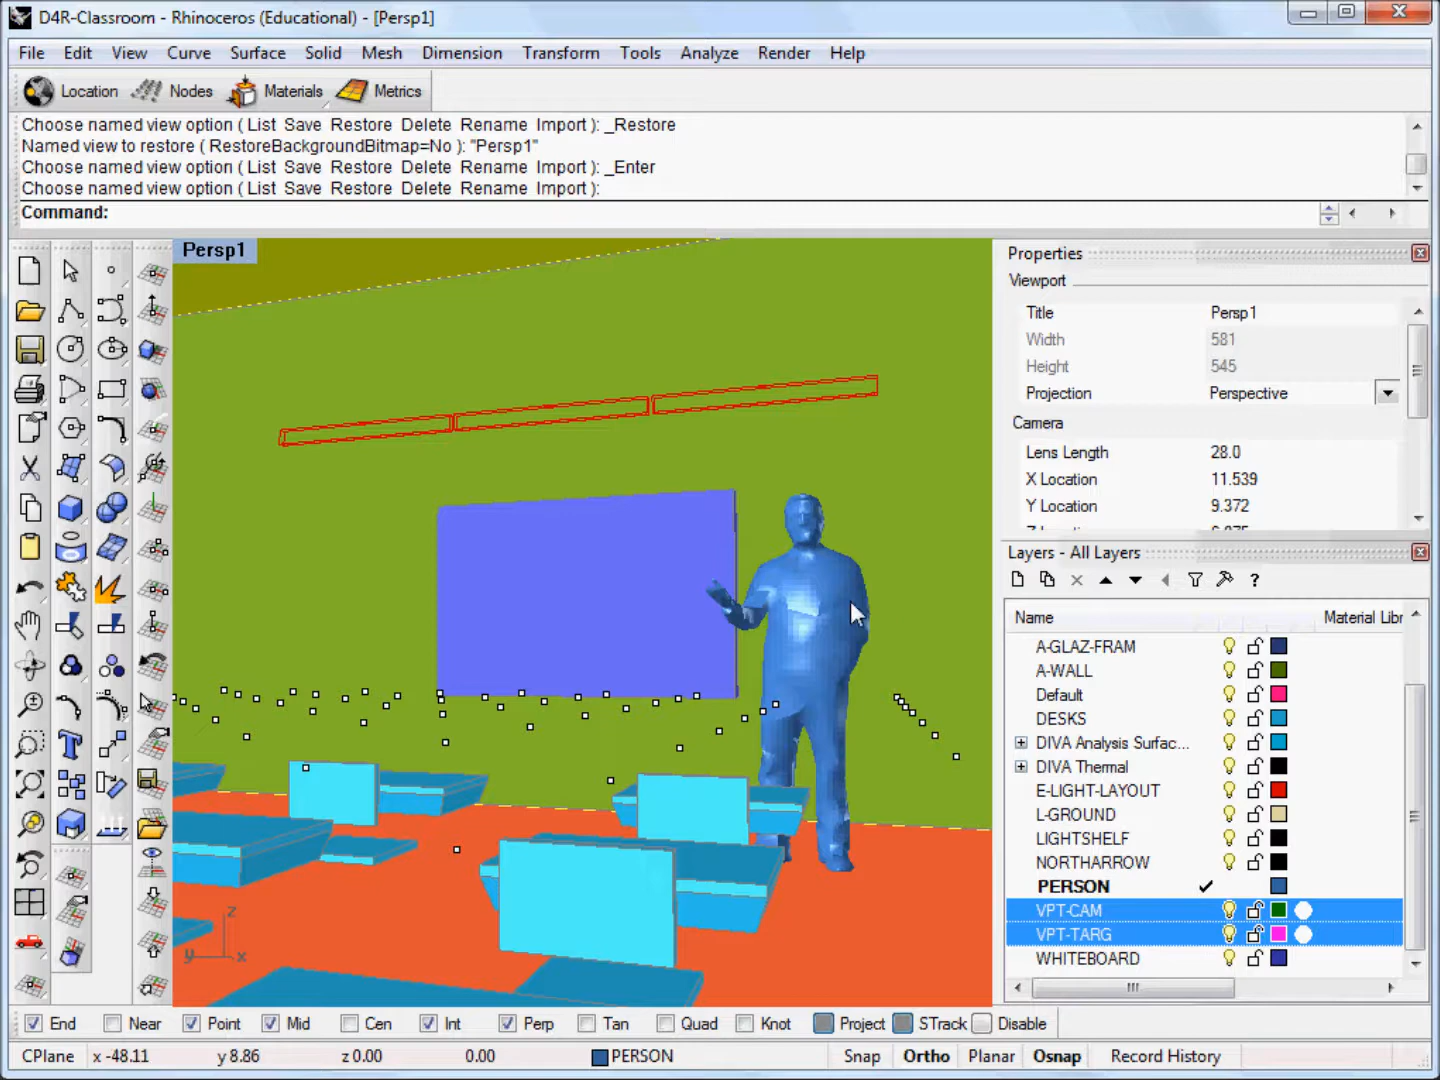 D4R-Classroom - Rhinoceros (Educational) - [Persp1]
File Edit View Curve Surface Solid Mesh Dimension Transform Tools Analyze Render Help
Location Nodes Materials Metrics
Choose named view option ( List Save Restore Delete Rename Import ): _Restore
Named view to restore ( RestoreBackgroundBitmap=No ): "Persp1"
Choose named view option ( List Save Restore Delete Rename Import ): _Enter
Choose named view option ( List Save Restore Delete Rename Import ):
Command:
Persp1
z
y x
Properties
Viewport
Title Persp1
Width 581
Height 545
Projection Perspective
Camera
Lens Length 28.0
X Location 11.539
Y Location 9.372
Layers - All Layers
Name Material Libr
A-GLAZ-FRAM
A-WALL
Default
DESKS
DIVA Analysis Surfac...
DIVA Thermal
E-LIGHT-LAYOUT
L-GROUND
LIGHTSHELF
NORTHARROW
PERSON
VPT-CAM
VPT-TARG
WHITEBOARD
End Near Point Mid Cen Int Perp Tan Quad Knot Project STrack Disable
CPlane x -48.11 y 8.86 z 0.00 0.00 PERSON Snap Ortho Planar Osnap Record History